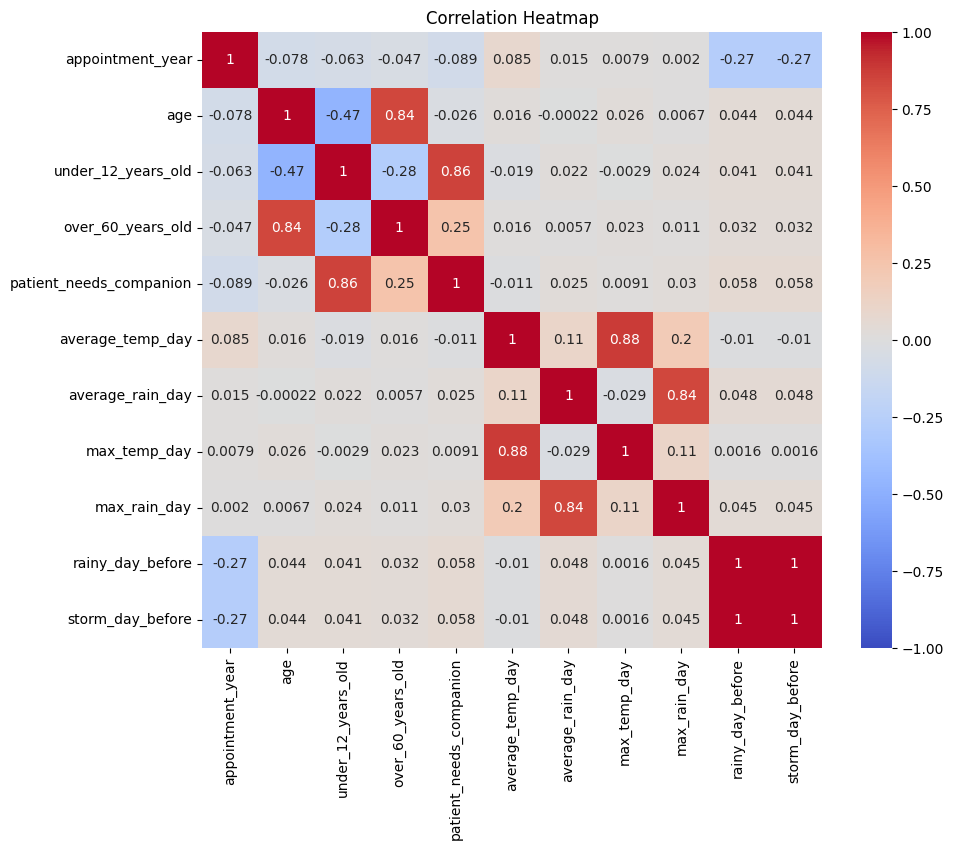 Correlation Heatmap
appointment_year 1 -0.078 -0.063 -0.047 -0.089 0.085 0.015 0.0079 0.002 -0.27 -0.27
age -0.078 1 -0.47 0.84 -0.026 0.016 -0.00022 0.026 0.0067 0.044 0.044
under_12_years_old -0.063 -0.47 1 -0.28 0.86 -0.019 0.022 -0.0029 0.024 0.041 0.041
over_60_years_old -0.047 0.84 -0.28 1 0.25 0.016 0.0057 0.023 0.011 0.032 0.032
patient_needs_companion -0.089 -0.026 0.86 0.25 1 -0.011 0.025 0.0091 0.03 0.058 0.058
average_temp_day 0.085 0.016 -0.019 0.016 -0.011 1 0.11 0.88 0.2 -0.01 -0.01
average_rain_day 0.015 -0.00022 0.022 0.0057 0.025 0.11 1 -0.029 0.84 0.048 0.048
max_temp_day 0.0079 0.026 -0.0029 0.023 0.0091 0.88 -0.029 1 0.11 0.0016 0.0016
max_rain_day 0.002 0.0067 0.024 0.011 0.03 0.2 0.84 0.11 1 0.045 0.045
rainy_day_before -0.27 0.044 0.041 0.032 0.058 -0.01 0.048 0.0016 0.045 1 1
storm_day_before -0.27 0.044 0.041 0.032 0.058 -0.01 0.048 0.0016 0.045 1 1
appointment_year
age
under_12_years_old
over_60_years_old
patient_needs_companion
average_temp_day
average_rain_day
max_temp_day
max_rain_day
rainy_day_before
storm_day_before
1.00
0.75
0.50
0.25
0.00
−0.25
−0.50
−0.75
−1.00